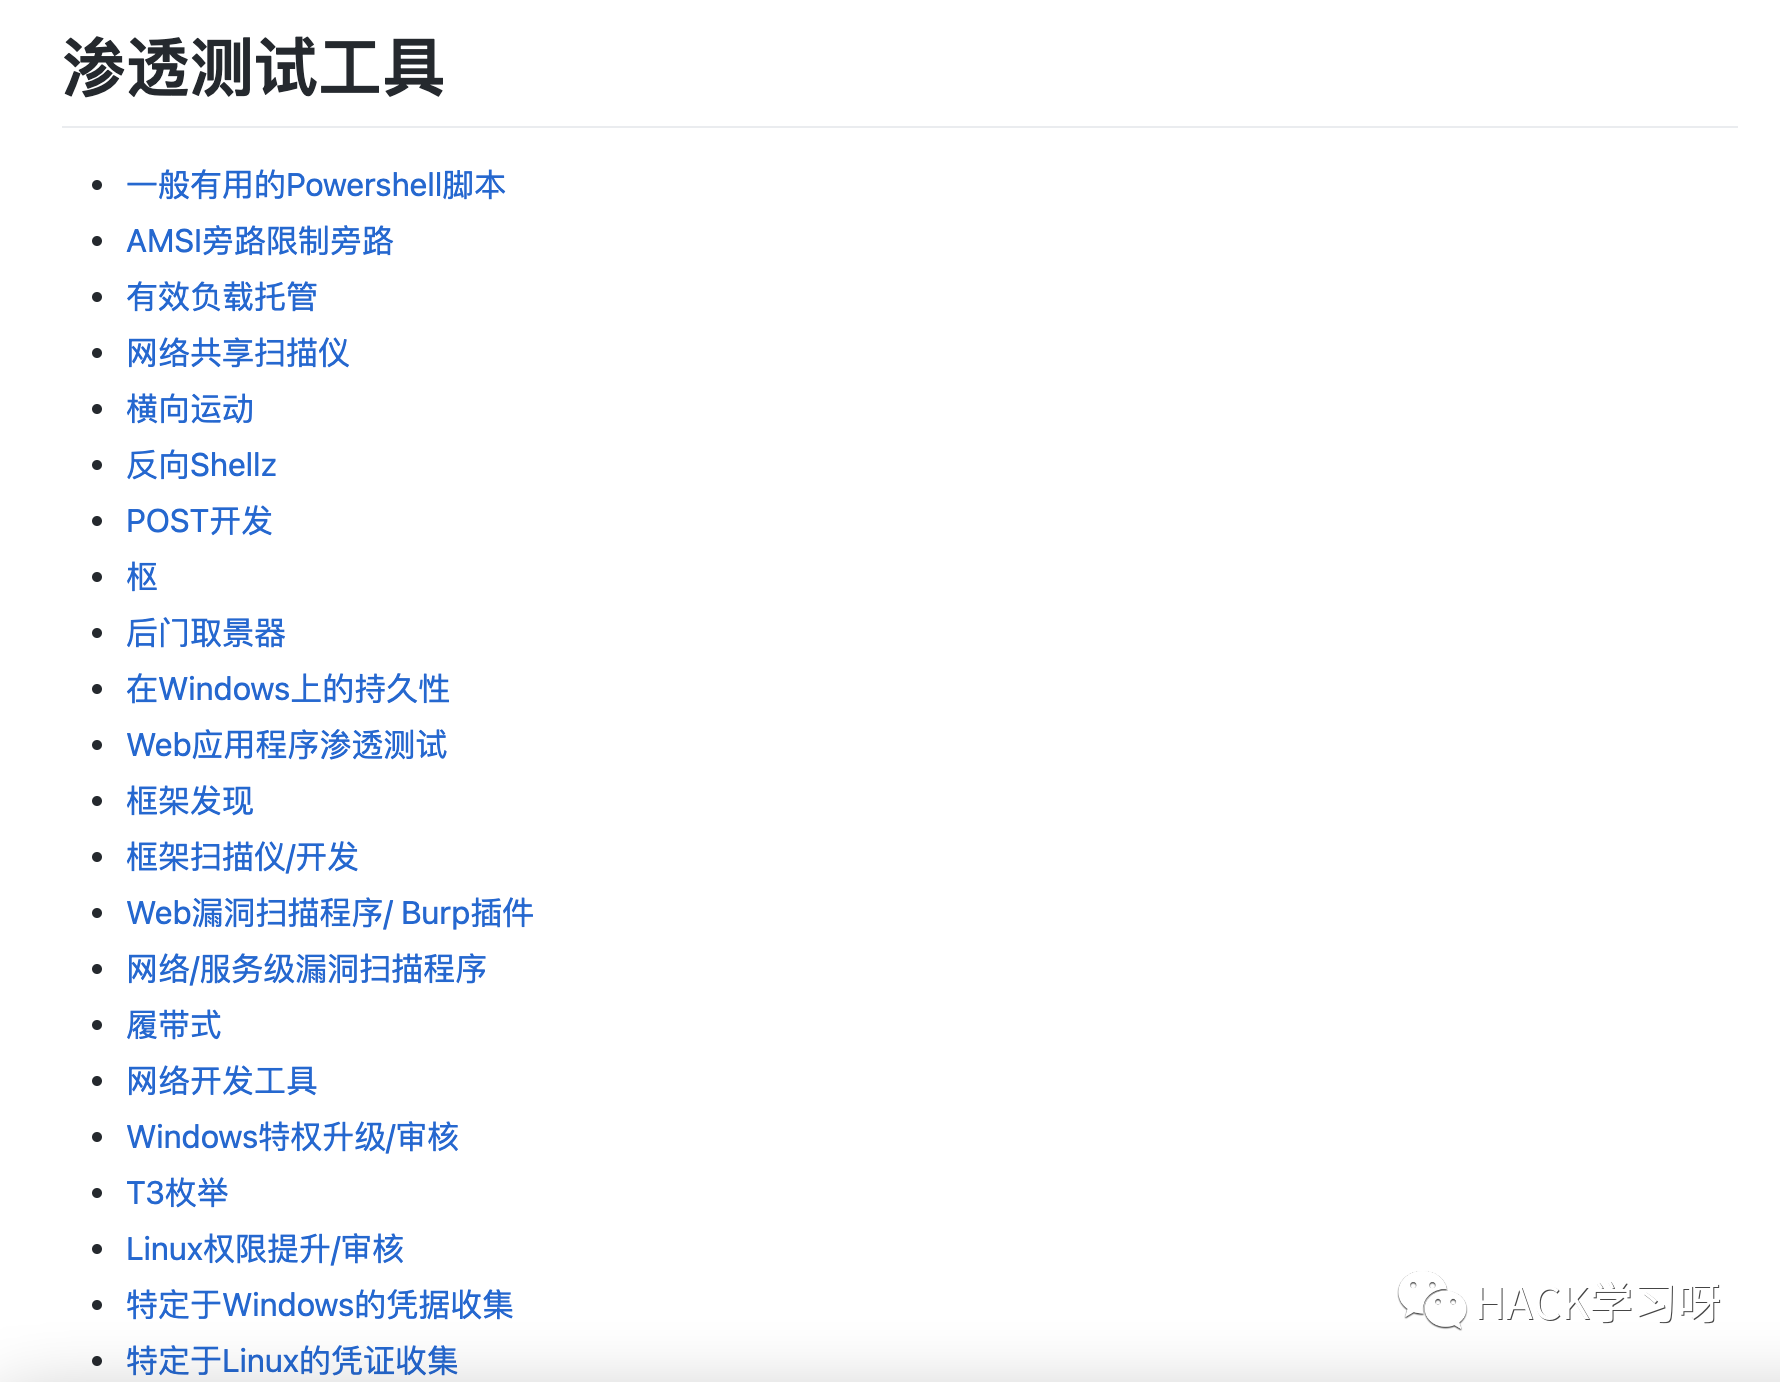 渗透测试工具
一般有用的Powershell脚本
AMSI旁路限制旁路
有效负载托管
网络共享扫描仪
横向运动
反向Shellz
POST开发
枢
后门取景器
在Windows上的持久性
Web应用程序渗透测试
框架发现
框架扫描仪/开发
Web漏洞扫描程序/ Burp插件
网络/服务级漏洞扫描程序
履带式
网络开发工具
Windows特权升级/审核
T3枚举
Linux权限提升/审核
特定于Windows的凭据收集
特定于Linux的凭证收集
HACK学习呀